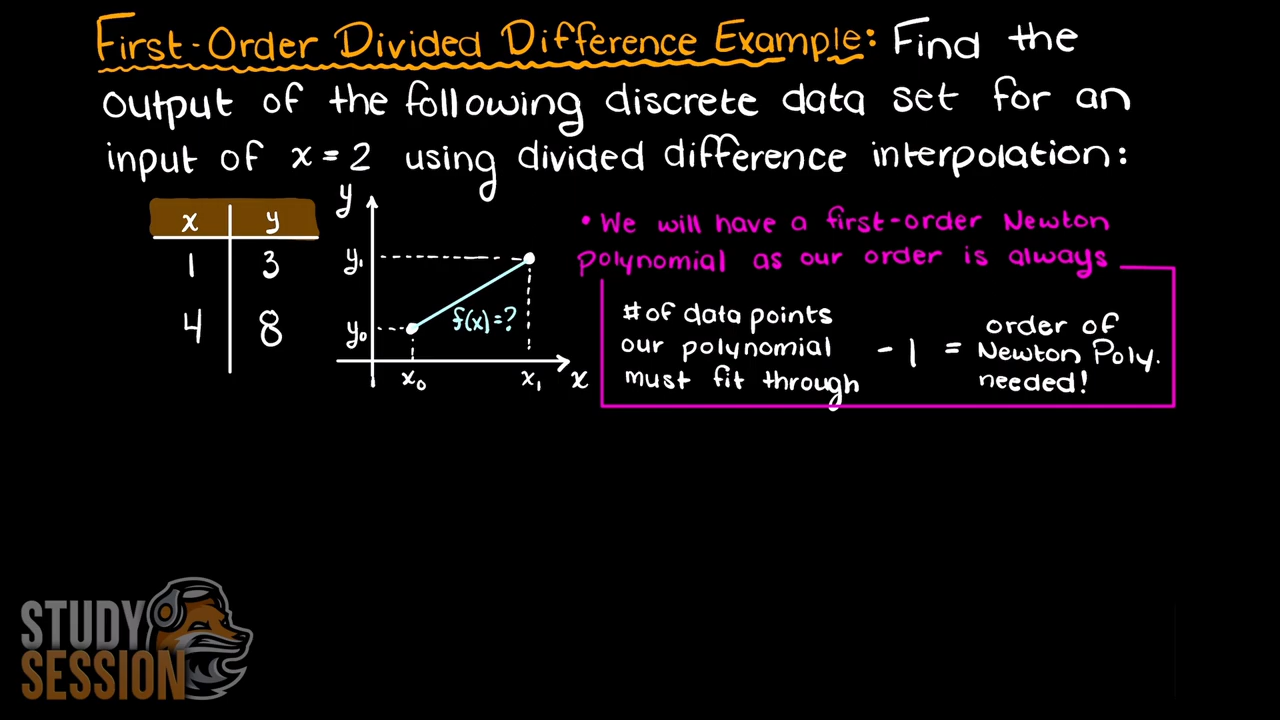 First-Order Divided Difference Example: Find the
output of the following discrete data set for an
input of x=2 using divided difference interpolation:
x y
1 3
4 8
y
y₁
y₀
f(x)=?
x₀ x₁ x
• We will have a first-order Newton
polynomial as our order is always
# of data points
our polynomial
must fit through
- 1 =
order of
Newton Poly.
needed!
STUDY
SESSION